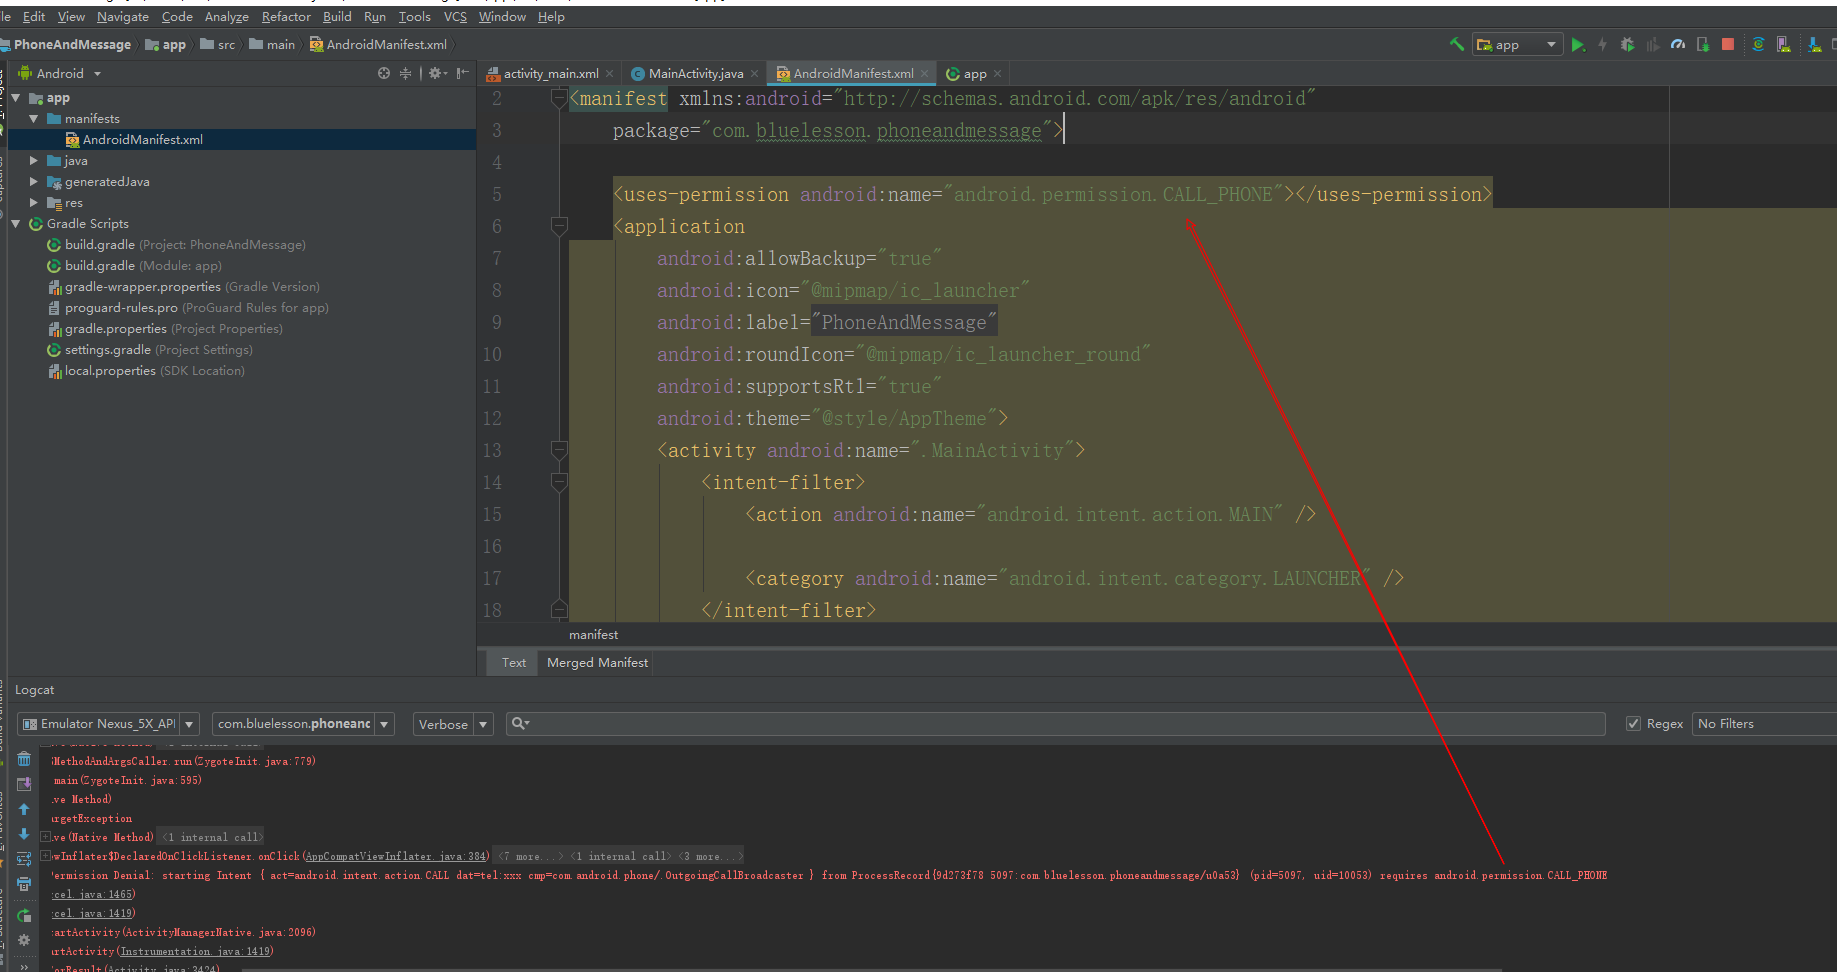 Edit View Navigate Code Analyze Refactor Build Run Tools VCS Window Help
PhoneAndMessage app src main AndroidManifest.xml
app
Android
activity_main.xml MainActivity.java AndroidManifest.xml app
app
manifests
AndroidManifest.xml
java
generatedJava
res
Gradle Scripts
build.gradle (Project: PhoneAndMessage)
build.gradle (Module: app)
gradle-wrapper.properties (Gradle Version)
proguard-rules.pro (ProGuard Rules for app)
gradle.properties (Project Properties)
settings.gradle (Project Settings)
local.properties (SDK Location)
2 <manifest xmlns:android="http://schemas.android.com/apk/res/android"
3 package="com.bluelesson.phoneandmessage">
4
5 <uses-permission android:name="android.permission.CALL_PHONE"></uses-permission>
6 <application
7 android:allowBackup="true"
8 android:icon="@mipmap/ic_launcher"
9 android:label="PhoneAndMessage"
10 android:roundIcon="@mipmap/ic_launcher_round"
11 android:supportsRtl="true"
12 android:theme="@style/AppTheme">
13 <activity android:name=".MainActivity">
14 <intent-filter>
15 <action android:name="android.intent.action.MAIN" />
16
17 <category android:name="android.intent.category.LAUNCHER" />
18 </intent-filter>
manifest
Text Merged Manifest
Logcat
Emulator Nexus_5X_API com.bluelesson.phoneanc Verbose Regex No Filters
MethodAndArgsCaller.run(ZygoteInit.java:779)
main(ZygoteInit.java:595)
ve Method)
rgetException
ve(Native Method) <1 internal call>
wInflater$DeclaredOnClickListener.onClick(AppCompatViewInflater.java:384) <7 more...> <1 internal call> <3 more...>
ermission Denial: starting Intent { act=android.intent.action.CALL dat=tel:xxx cmp=com.android.phone/.OutgoingCallBroadcaster } from ProcessRecord{9d273f78 5097:com.bluelesson.phoneandmessage/u0a53} (pid=5097, uid=10053) requires android.permission.CALL_PHONE
cel.java:1465)
cel.java:1419)
artActivity(ActivityManagerNative.java:2096)
artActivity(Instrumentation.java:1419)
orResult(Activity.java:3424)